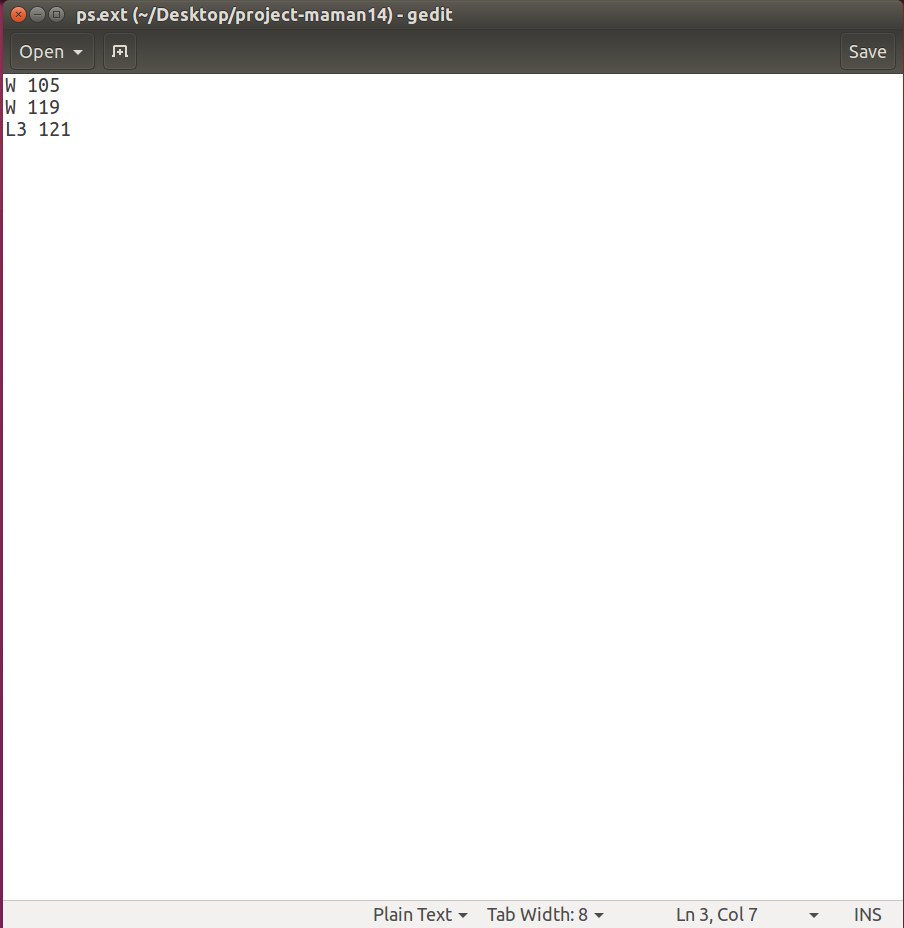 ps.ext (~/Desktop/project-maman14) - gedit
Open
Save
W 105
W 119
L3 121
Plain Text
Tab Width: 8
Ln 3, Col 7
INS